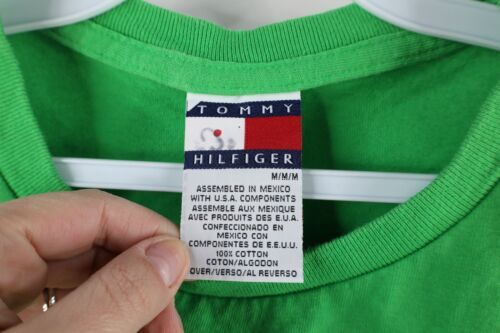 TOMMY
HILFIGER
M/M/M
ASSEMBLED IN MEXICO
WITH U.S.A. COMPONENTS
ASSEMBLE AUX MEXIQUE
AVEC PRODUITS DES E.U.A.
CONFECCIONADO EN
MEXICO CON
COMPONENTES DE E.E.U.U.
100% COTTON
COTON/ALGODON
OVER/VERSO/AL REVERSO